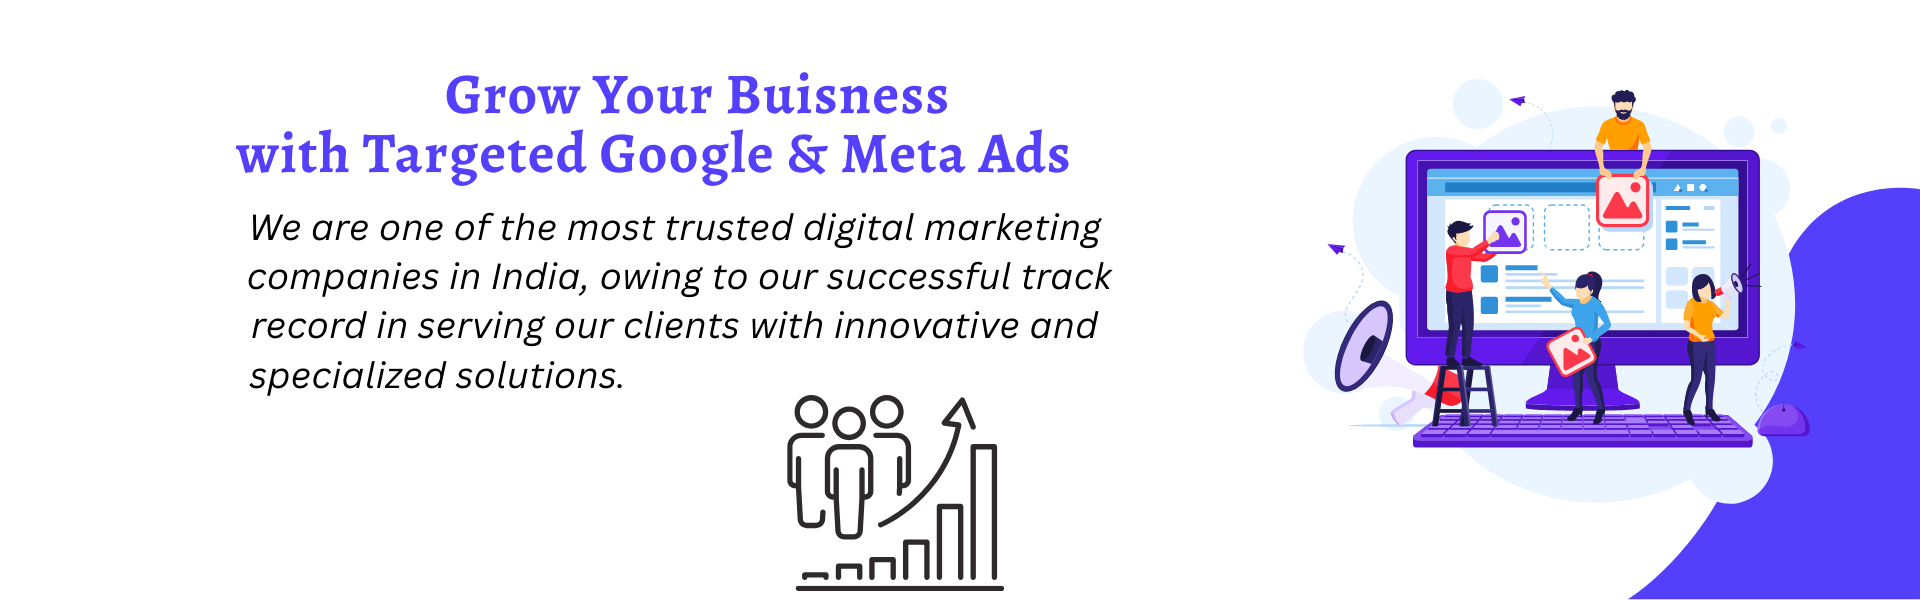 Grow Your Buisness
with Targeted Google & Meta Ads
We are one of the most trusted digital marketing
companies in India, owing to our successful track
record in serving our clients with innovative and
specialized solutions.